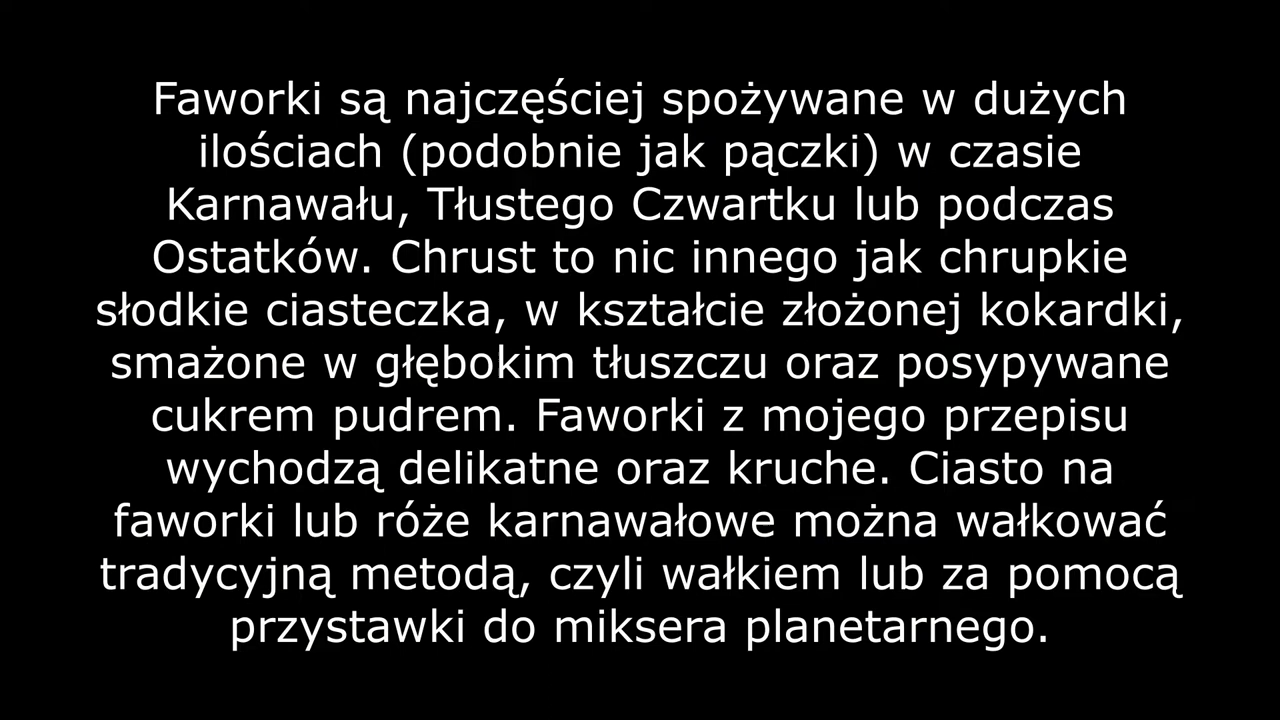 Faworki są najczęściej spożywane w dużych
ilościach (podobnie jak pączki) w czasie
Karnawału, Tłustego Czwartku lub podczas
Ostatków. Chrust to nic innego jak chrupkie
słodkie ciasteczka, w kształcie złożonej kokardki,
smażone w głębokim tłuszczu oraz posypywane
cukrem pudrem. Faworki z mojego przepisu
wychodzą delikatne oraz kruche. Ciasto na
faworki lub róże karnawałowe można wałkować
tradycyjną metodą, czyli wałkiem lub za pomocą
przystawki do miksera planetarnego.